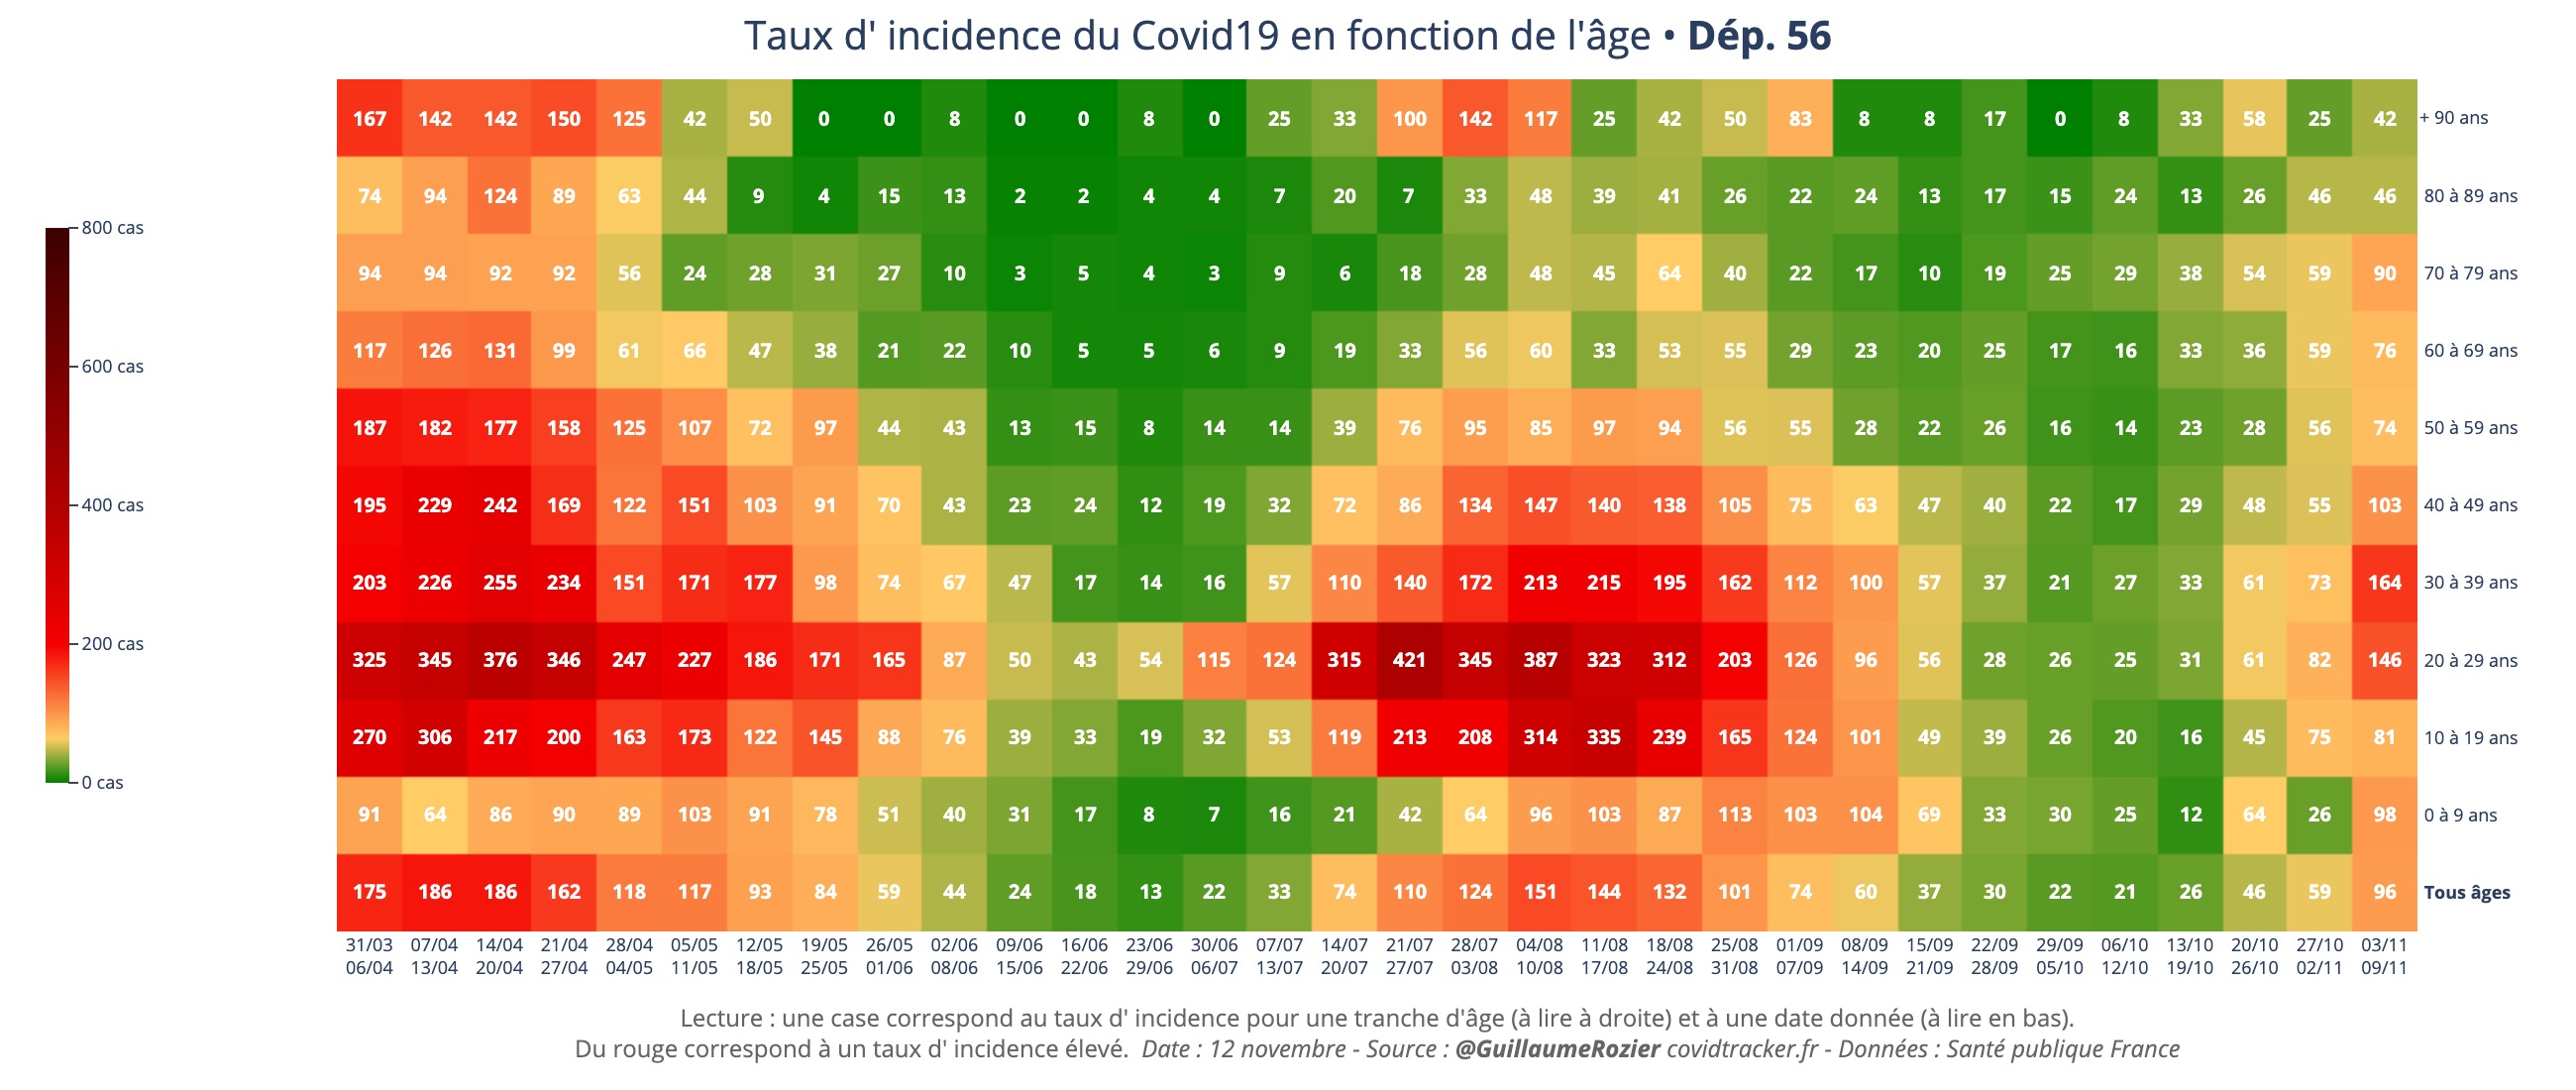 Taux d' incidence du Covid19 en fonction de l'âge • Dép. 56
167 142 142 150 125 42 50 0 0 8 0 0 8 0 25 33 100 142 117 25 42 50 83 8 8 17 0 8 33 58 25 42 + 90 ans
74 94 124 89 63 44 9 4 15 13 2 2 4 4 7 20 7 33 48 39 41 26 22 24 13 17 15 24 13 26 46 46 80 à 89 ans
94 94 92 92 56 24 28 31 27 10 3 5 4 3 9 6 18 28 48 45 64 40 22 17 10 19 25 29 38 54 59 90 70 à 79 ans
117 126 131 99 61 66 47 38 21 22 10 5 5 6 9 19 33 56 60 33 53 55 29 23 20 25 17 16 33 36 59 76 60 à 69 ans
187 182 177 158 125 107 72 97 44 43 13 15 8 14 14 39 76 95 85 97 94 56 55 28 22 26 16 14 23 28 56 74 50 à 59 ans
195 229 242 169 122 151 103 91 70 43 23 24 12 19 32 72 86 134 147 140 138 105 75 63 47 40 22 17 29 48 55 103 40 à 49 ans
203 226 255 234 151 171 177 98 74 67 47 17 14 16 57 110 140 172 213 215 195 162 112 100 57 37 21 27 33 61 73 164 30 à 39 ans
325 345 376 346 247 227 186 171 165 87 50 43 54 115 124 315 421 345 387 323 312 203 126 96 56 28 26 25 31 61 82 146 20 à 29 ans
270 306 217 200 163 173 122 145 88 76 39 33 19 32 53 119 213 208 314 335 239 165 124 101 49 39 26 20 16 45 75 81 10 à 19 ans
91 64 86 90 89 103 91 78 51 40 31 17 8 7 16 21 42 64 96 103 87 113 103 104 69 33 30 25 12 64 26 98 0 à 9 ans
175 186 186 162 118 117 93 84 59 44 24 18 13 22 33 74 110 124 151 144 132 101 74 60 37 30 22 21 26 46 59 96 Tous âges
31/03 07/04 14/04 21/04 28/04 05/05 12/05 19/05 26/05 02/06 09/06 16/06 23/06 30/06 07/07 14/07 21/07 28/07 04/08 11/08 18/08 25/08 01/09 08/09 15/09 22/09 29/09 06/10 13/10 20/10 27/10 03/11
06/04 13/04 20/04 27/04 04/05 11/05 18/05 25/05 01/06 08/06 15/06 22/06 29/06 06/07 13/07 20/07 27/07 03/08 10/08 17/08 24/08 31/08 07/09 14/09 21/09 28/09 05/10 12/10 19/10 26/10 02/11 09/11
800 cas
600 cas
400 cas
200 cas
0 cas
Lecture : une case correspond au taux d' incidence pour une tranche d'âge (à lire à droite) et à une date donnée (à lire en bas).
Du rouge correspond à un taux d' incidence élevé. Date : 12 novembre - Source : @GuillaumeRozier covidtracker.fr - Données : Santé publique France